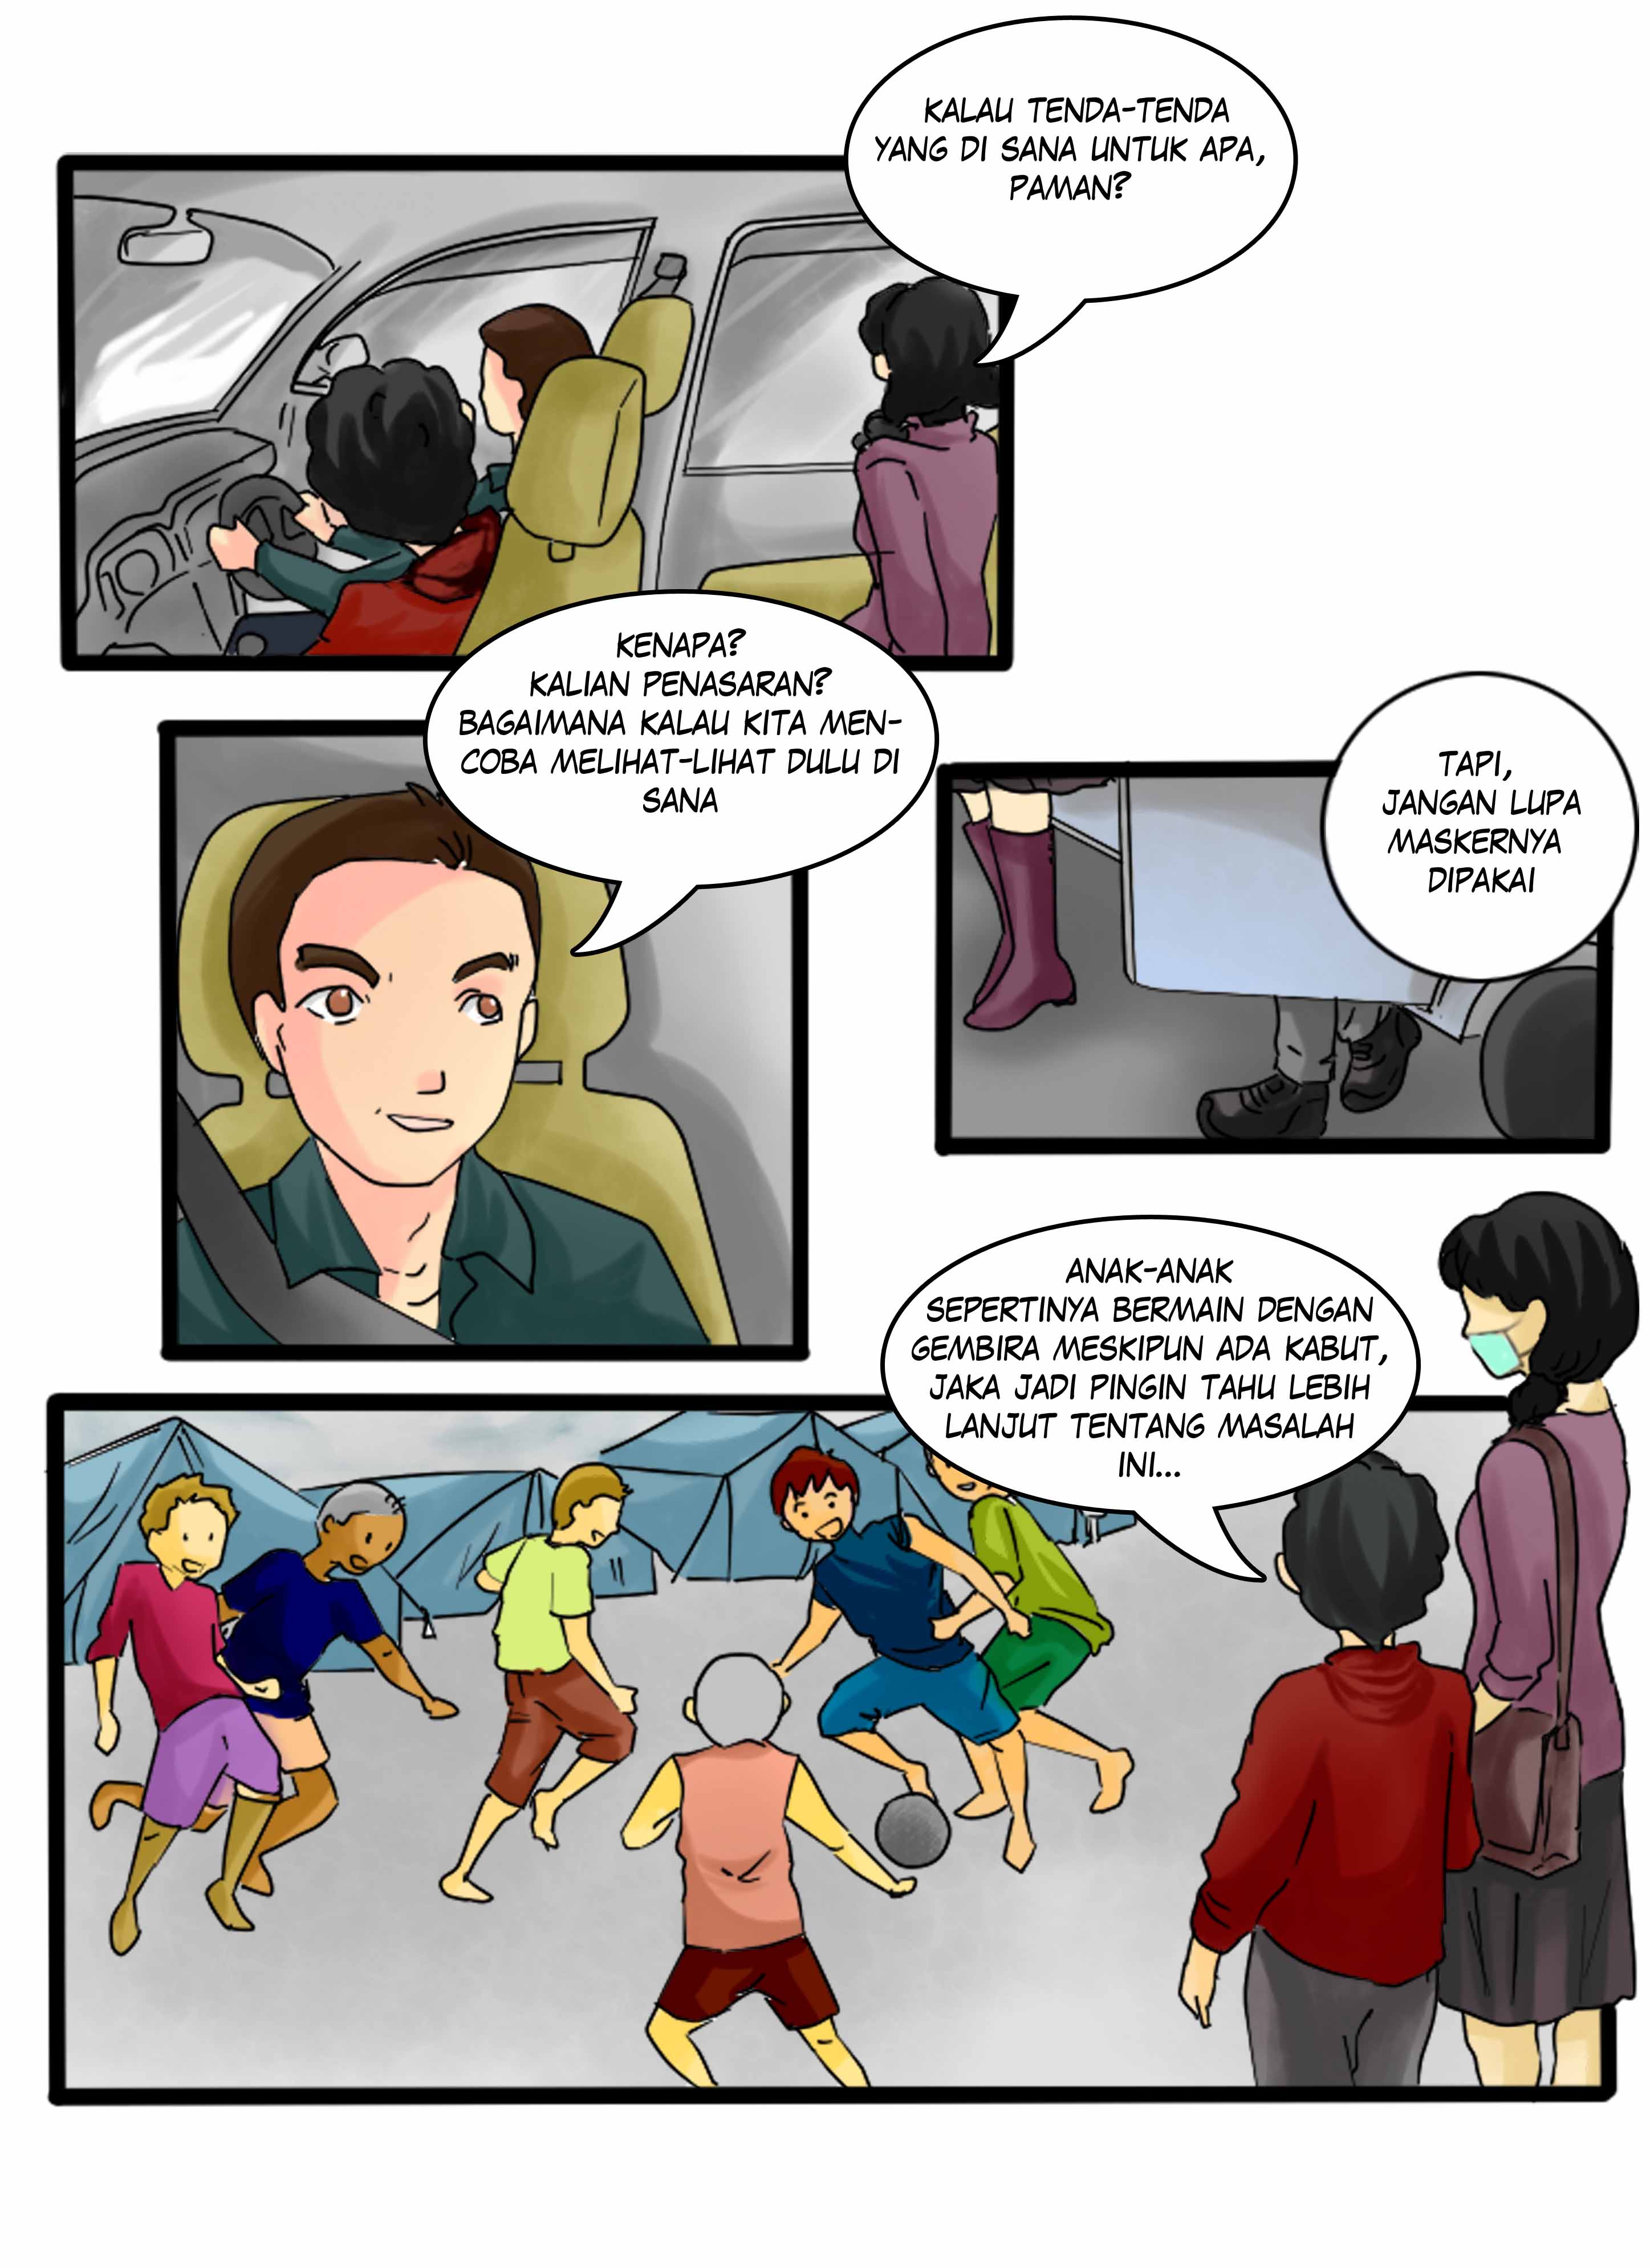 KALAU TENDA-TENDA
YANG DI SANA UNTUK APA,
PAMAN?
KENAPA?
KALIAN PENASARAN?
BAGAIMANA KALAU KITA MEN-
COBA MELIHAT-LIHAT DULU DI
SANA
TAPI,
JANGAN LUPA
MASKERNYA
DIPAKAI
ANAK-ANAK
SEPERTINYA BERMAIN DENGAN
GEMBIRA MESKIPUN ADA KABUT,
JAKA JADI PINGIN TAHU LEBIH
LANJUT TENTANG MASALAH
INI...